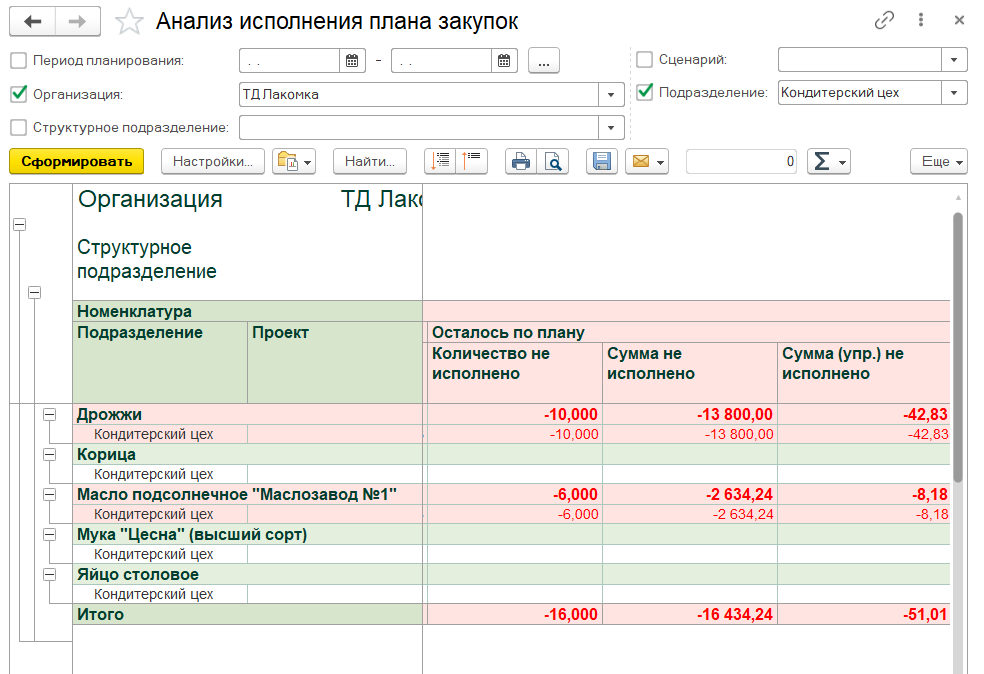 Анализ исполнения плана закупок
Период планирования: . . - . . ... Сценарий:
Организация: ТД Лакомка Подразделение: Кондитерский цех
Структурное подразделение:
Сформировать Настройки... Найти... 0 Σ Еще
Организация ТД Лако
Структурное
подразделение
Номенклатура
Подразделение Проект Осталось по плану
Количество не исполнено Сумма не исполнено Сумма (упр.) не исполнено
Дрожжи -10,000 -13 800,00 -42,83
Кондитерский цех -10,000 -13 800,00 -42,83
Корица
Кондитерский цех
Масло подсолнечное "Маслозавод №1" -6,000 -2 634,24 -8,18
Кондитерский цех -6,000 -2 634,24 -8,18
Мука "Цесна" (высший сорт)
Кондитерский цех
Яйцо столовое
Кондитерский цех
Итого -16,000 -16 434,24 -51,01